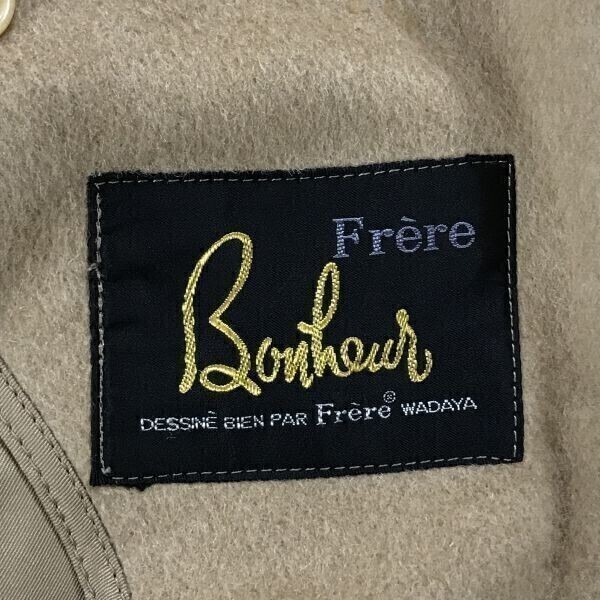 Frère
Bonheur
DESSINÉ BIEN PAR Frère® WADAYA